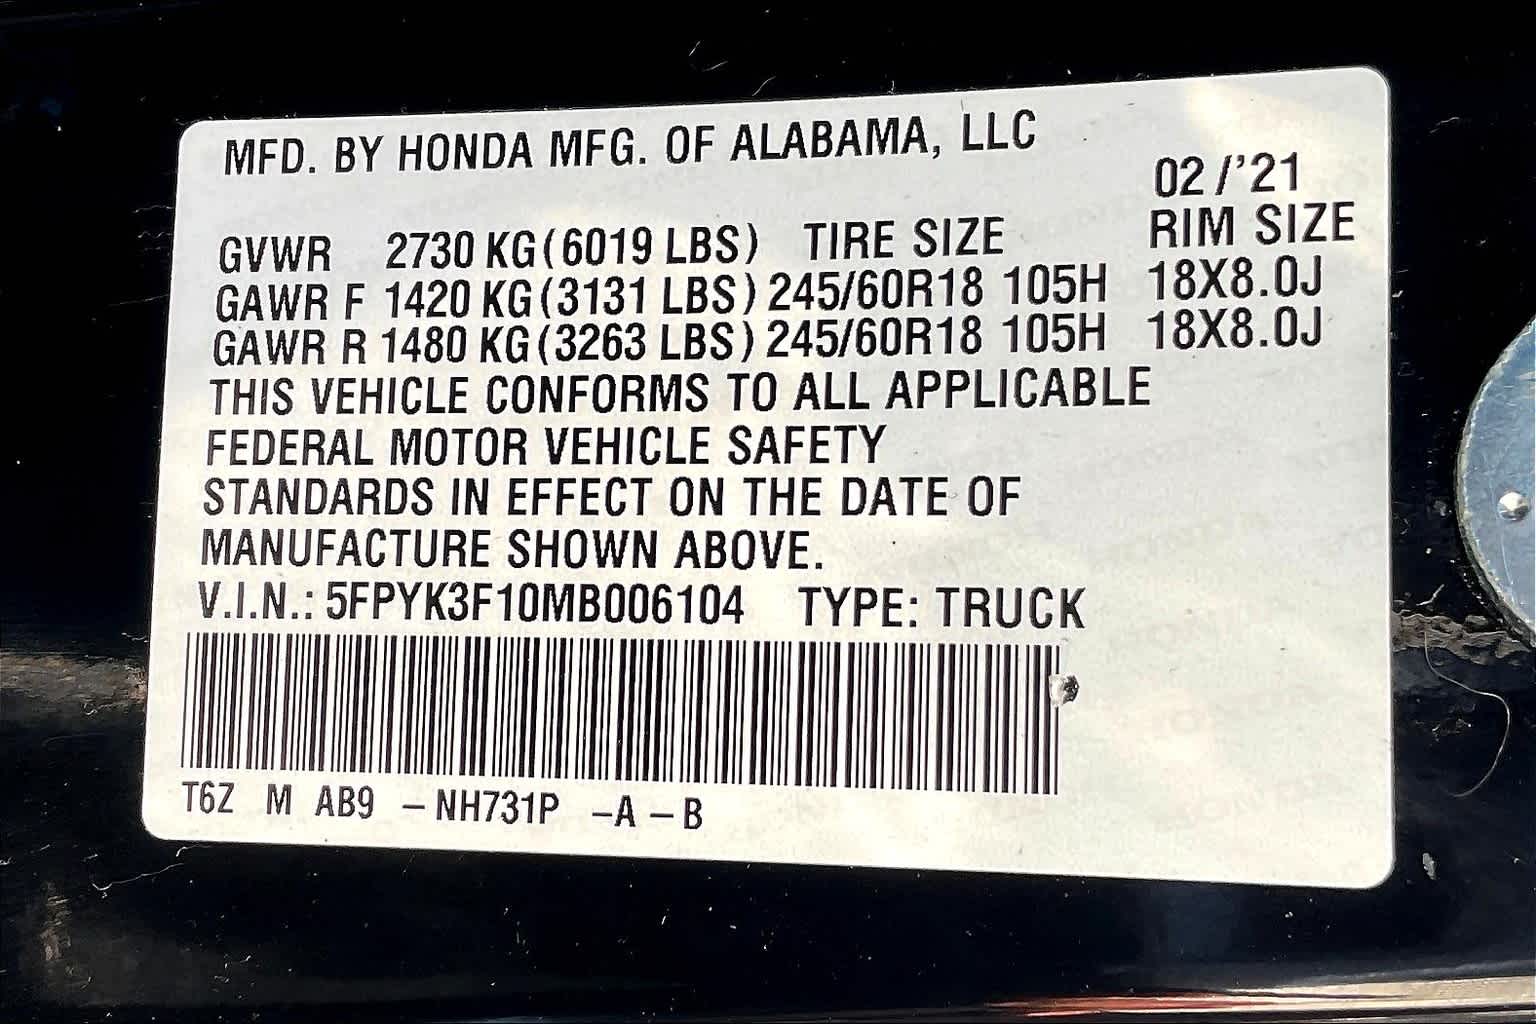 MFD. BY HONDA MFG. OF ALABAMA, LLC
02 /'21
GVWR 2730 KG (6019 LBS) TIRE SIZE RIM SIZE
GAWR F 1420 KG (3131 LBS) 245/60R18 105H 18X8.0J
GAWR R 1480 KG (3263 LBS) 245/60R18 105H 18X8.0J
THIS VEHICLE CONFORMS TO ALL APPLICABLE
FEDERAL MOTOR VEHICLE SAFETY
STANDARDS IN EFFECT ON THE DATE OF
MANUFACTURE SHOWN ABOVE.
V.I.N.: 5FPYK3F10MB006104 TYPE: TRUCK
T6Z M AB9 – NH731P –A – B